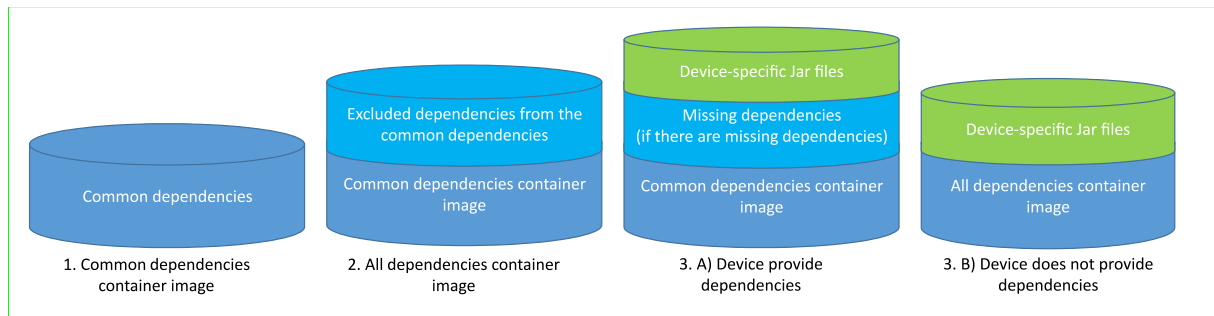 Common dependencies
1. Common dependencies
container image
Excluded dependencies from the
common dependencies
Common dependencies container
image
2. All dependencies container
image
Device-specific Jar files
Missing dependencies
(if there are missing dependencies)
Common dependencies container
image
3. A) Device provide
dependencies
Device-specific Jar files
All dependencies container
image
3. B) Device does not provide
dependencies